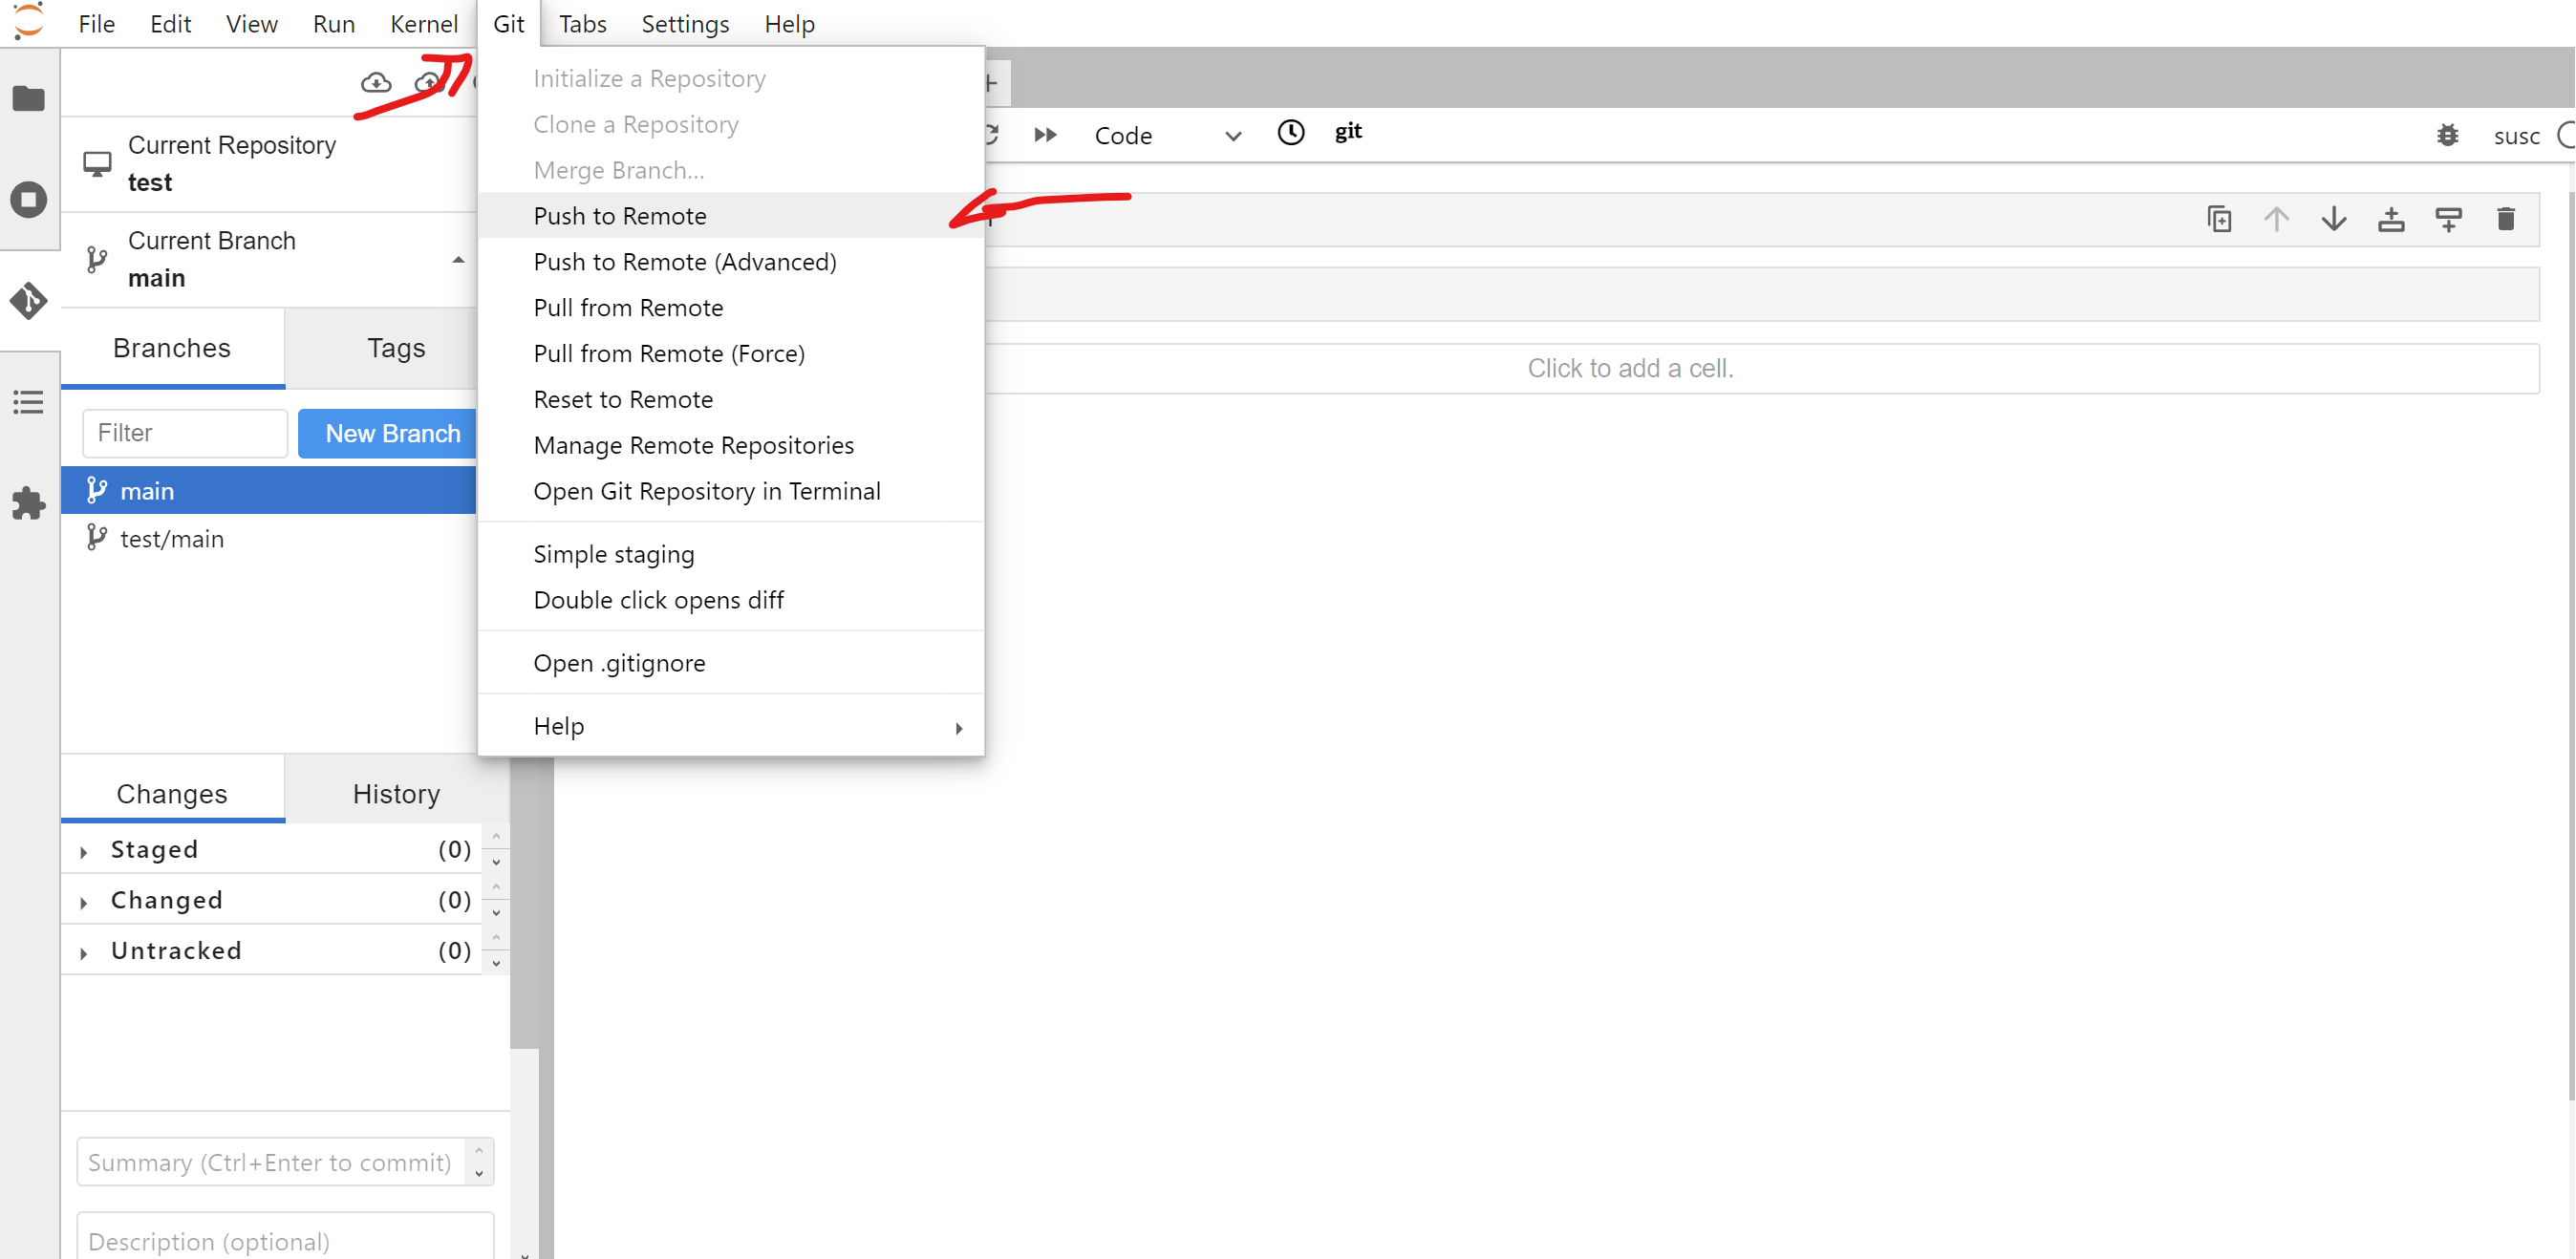 File Edit View Run Kernel Git Tabs Settings Help
Initialize a Repository
Clone a Repository
Merge Branch...
Push to Remote
Push to Remote (Advanced)
Pull from Remote
Pull from Remote (Force)
Reset to Remote
Manage Remote Repositories
Open Git Repository in Terminal
Simple staging
Double click opens diff
Open .gitignore
Help
Current Repository
test
Current Branch
main
Branches Tags
Filter New Branch
main
test/main
Changes History
Staged (0)
Changed (0)
Untracked (0)
Summary (Ctrl+Enter to commit)
Description (optional)
Code git susc
Click to add a cell.